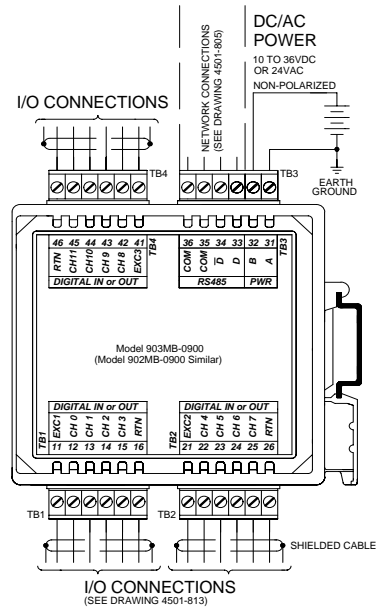 DC/AC
POWER
10 TO 36VDC
OR 24VAC
NON-POLARIZED
NETWORK CONNECTIONS
(SEE DRAWING 4501-805)
I/O CONNECTIONS
TB4
TB3
EARTH
GROUND
46 45 44 43 42 41
RTN CH11 CH10 CH 9 CH 8 EXC3
DIGITAL IN or OUT
TB4
36 35 34 33 32 31
COM COM D D B A
RS485 PWR
TB3
Model 903MB-0900
(Model 902MB-0900 Similar)
TB1
DIGITAL IN or OUT
EXC1 CH 0 CH 1 CH 2 CH 3 RTN
11 12 13 14 15 16
TB2
DIGITAL IN or OUT
EXC2 CH 4 CH 5 CH 6 CH 7 RTN
21 22 23 24 25 26
TB1
TB2
SHIELDED CABLE
I/O CONNECTIONS
(SEE DRAWING 4501-813)